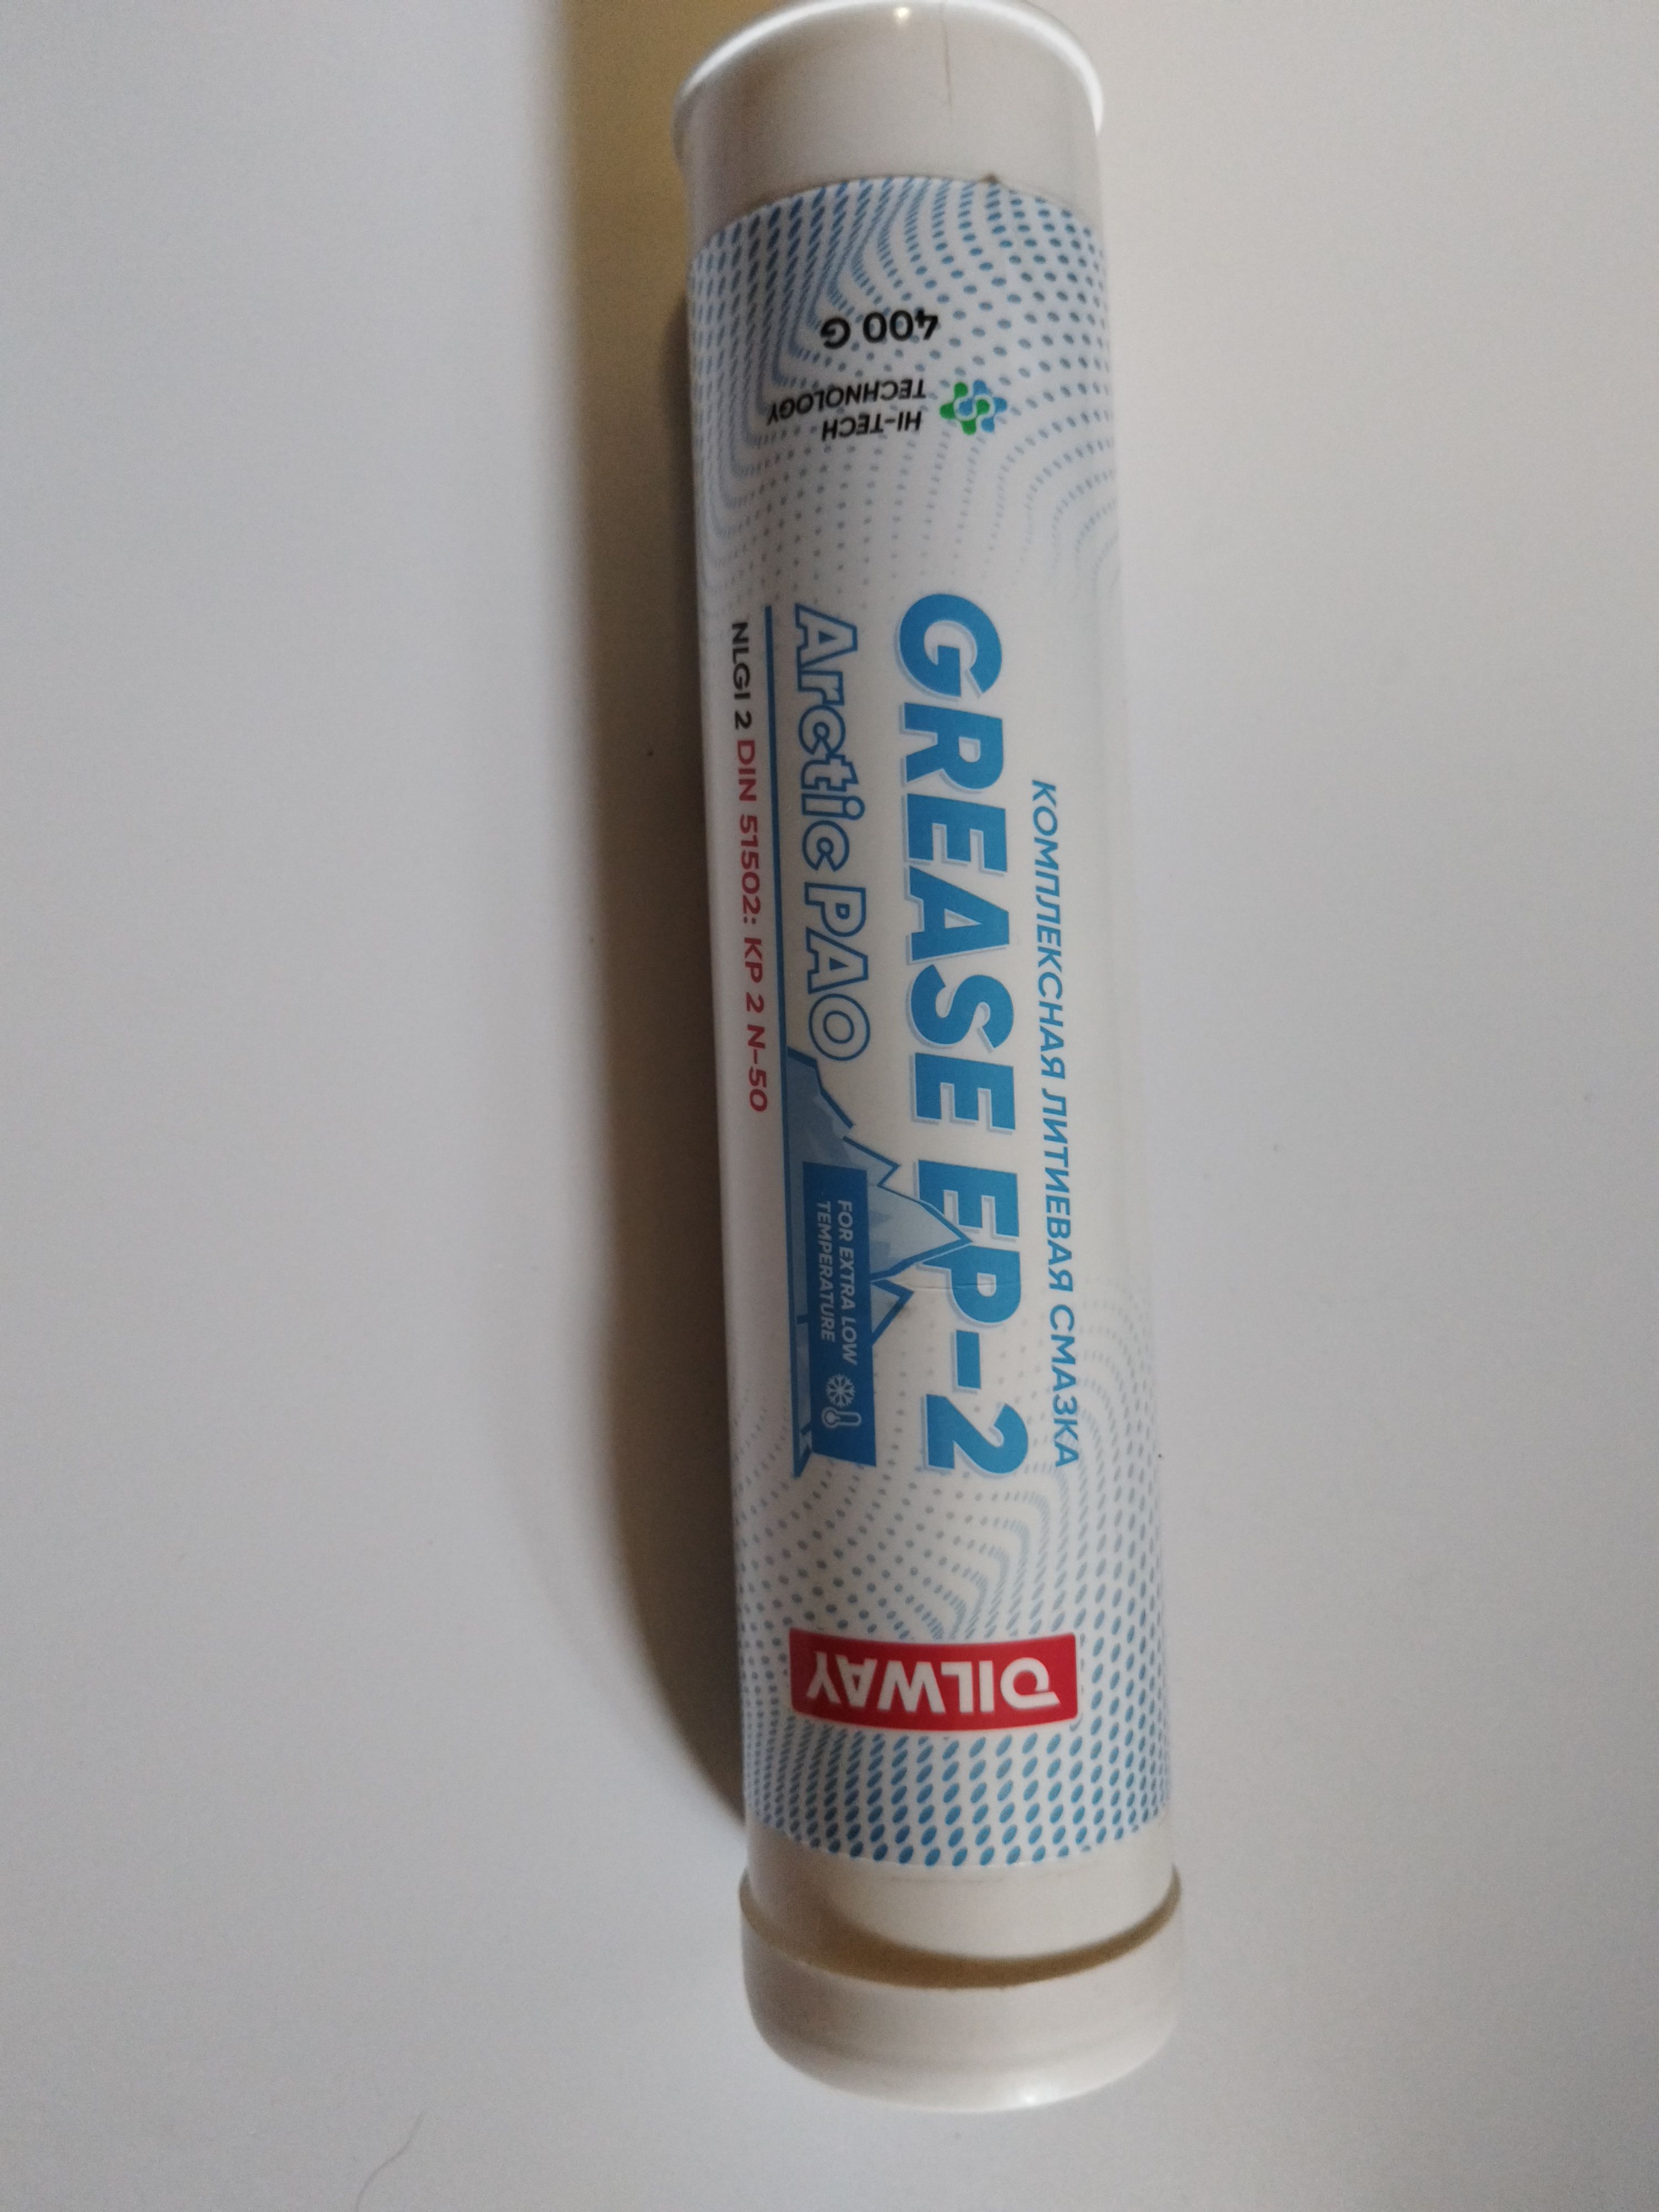 OILWAY
КОМПЛЕКСНАЯ ЛИТИЕВАЯ СМАЗКА
GREASE EP-2
Arctic PAO
FOR EXTRA LOW
TEMPERATURE
NLGI 2 DIN 51502: KP 2 N-50
HI-TECH
TECHNOLOGY
400 G